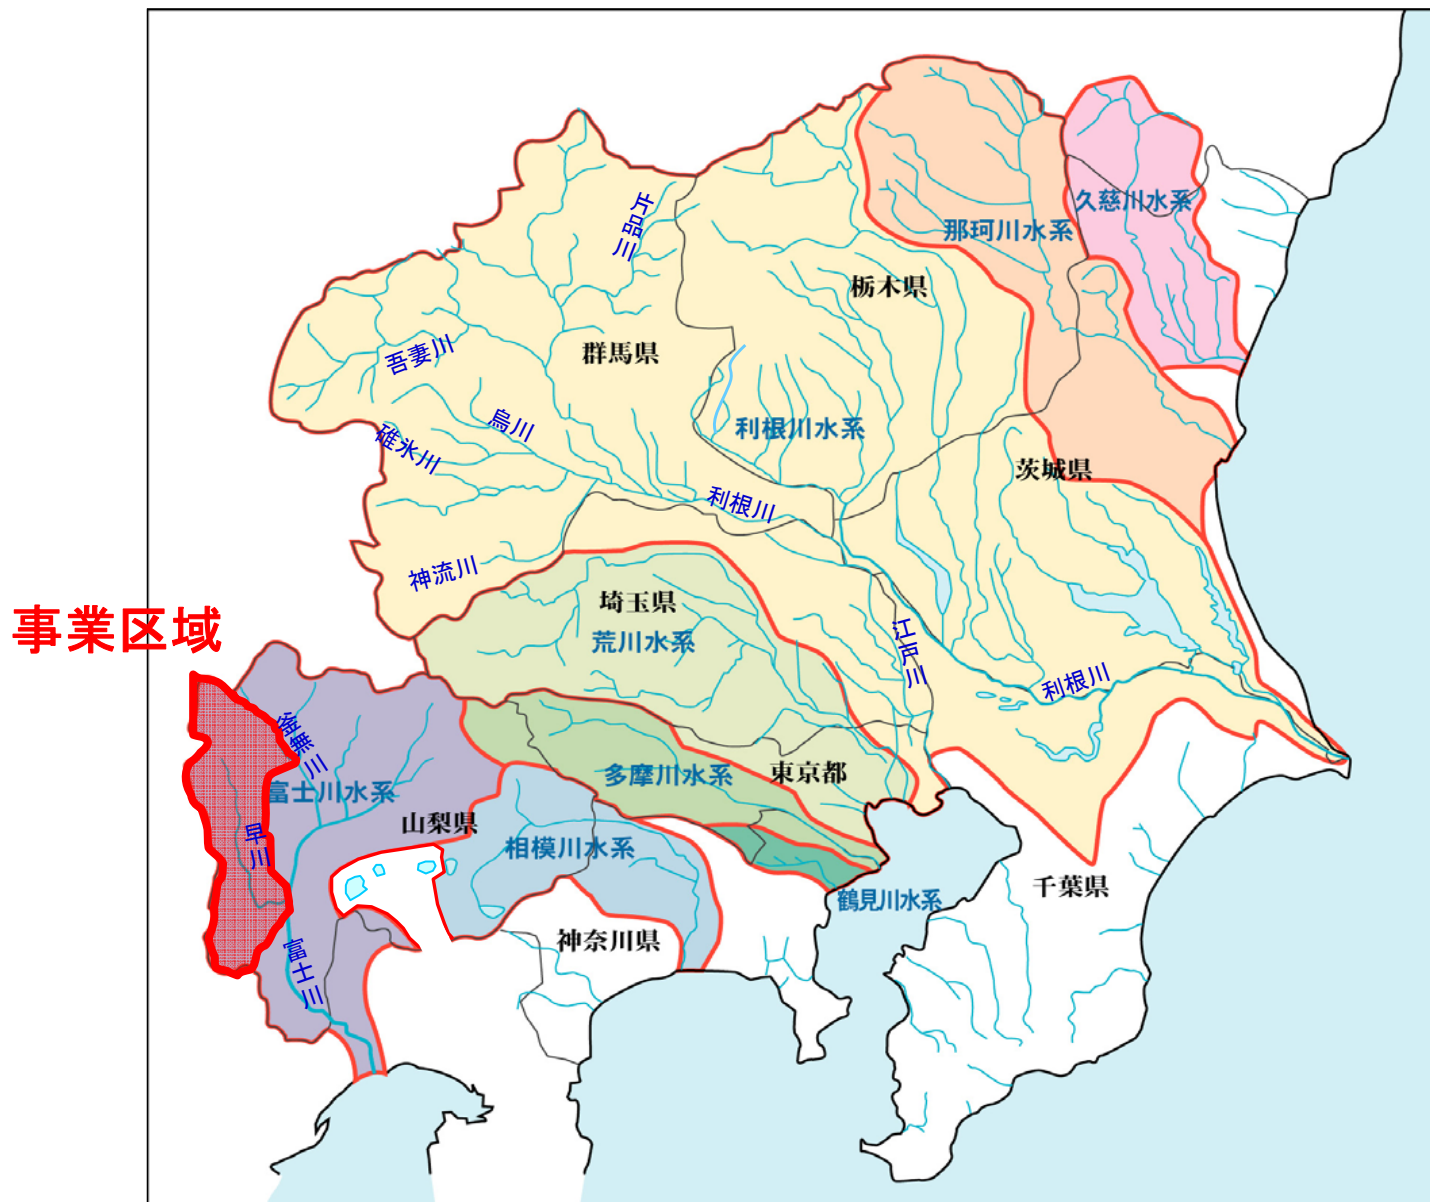 久慈川水系
那珂川水系
片品川
栃木県
群馬県
吾妻川
烏川
利根川水系
碓氷川
茨城県
利根川
神流川
埼玉県
荒川水系
江戸川
事業区域
利根川
釜無川
多摩川水系
東京都
富士川水系
山梨県
早川
相模川水系
千葉県
鶴見川水系
神奈川県
富士川